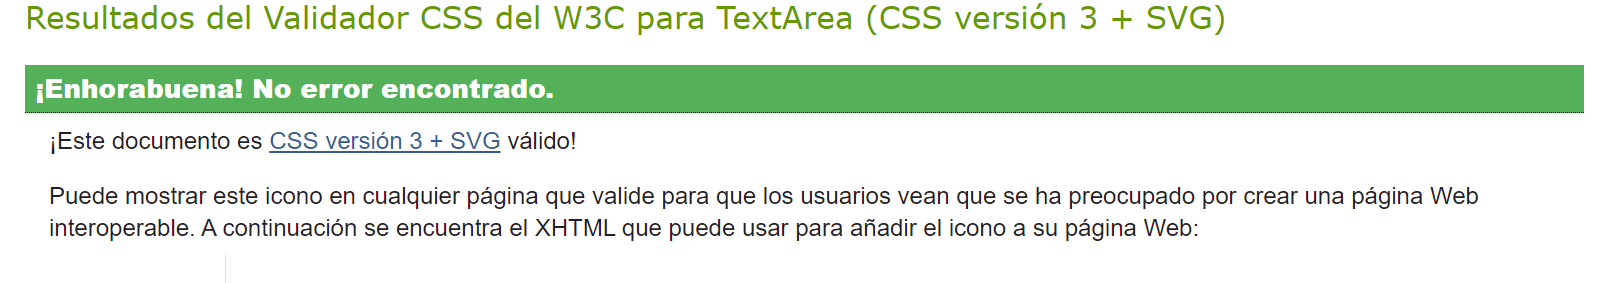 Resultados del Validador CSS del W3C para TextArea (CSS versión 3 + SVG)
¡Enhorabuena! No error encontrado.
¡Este documento es CSS versión 3 + SVG válido!
Puede mostrar este icono en cualquier página que valide para que los usuarios vean que se ha preocupado por crear una página Web
interoperable. A continuación se encuentra el XHTML que puede usar para añadir el icono a su página Web: